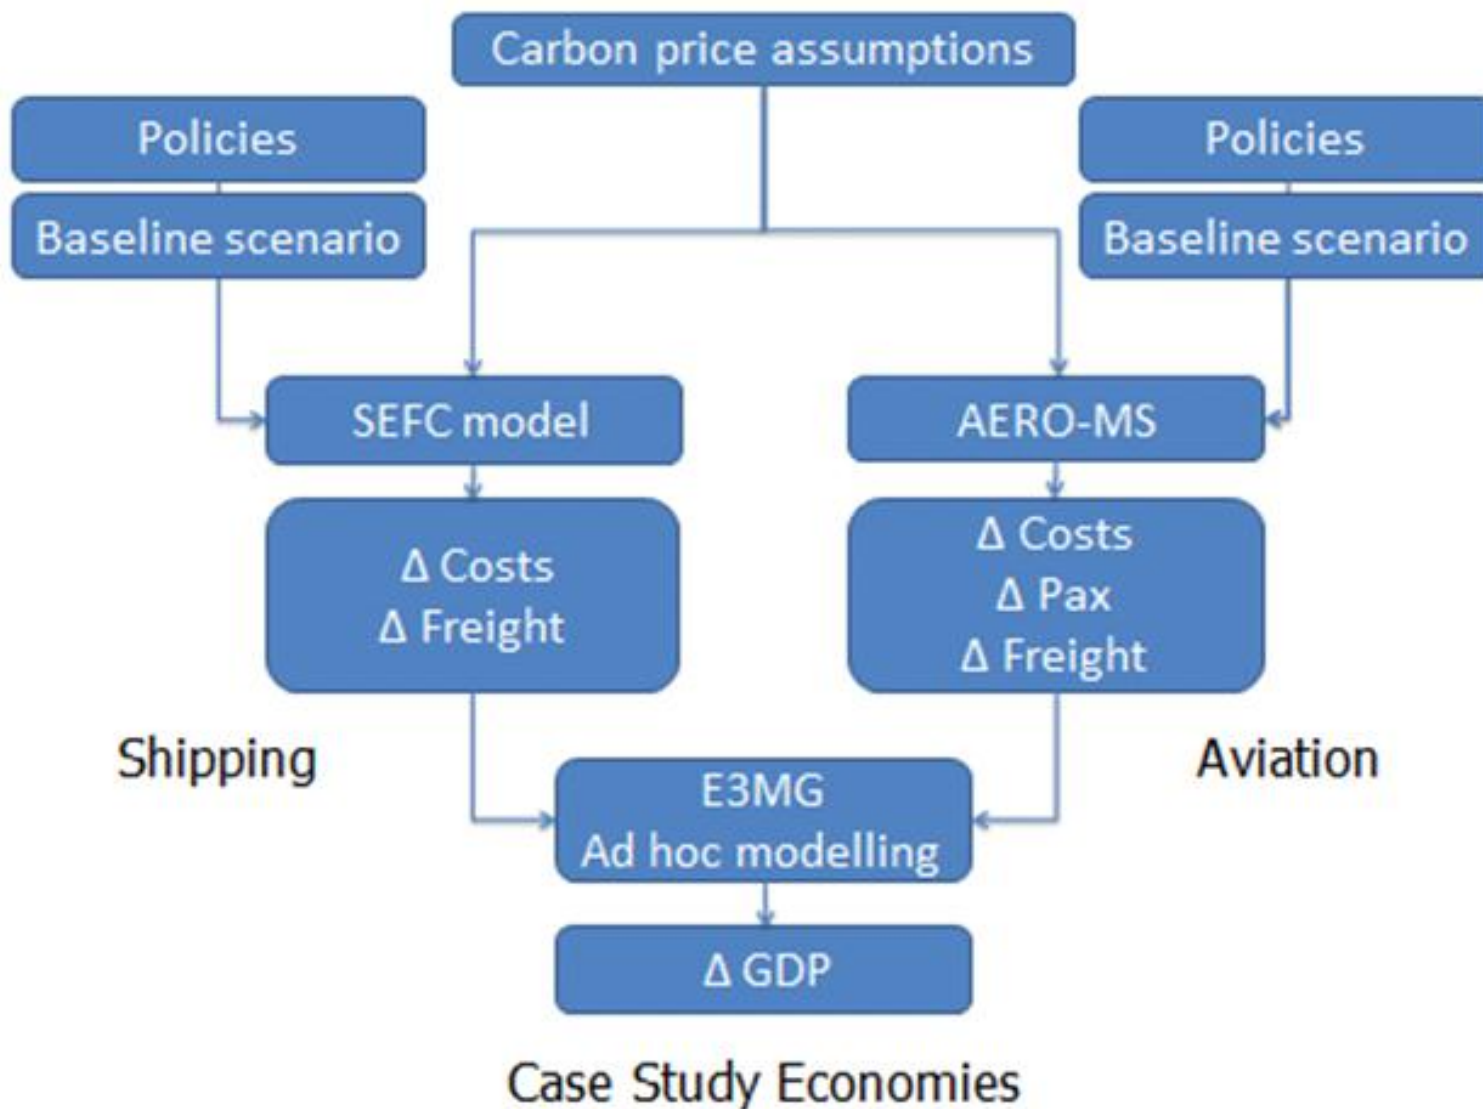 Carbon price assumptions
Policies
Policies
Baseline scenario
Baseline scenario
SEFC model
AERO-MS
Δ Costs
Δ Freight
Δ Costs
Δ Pax
Δ Freight
Shipping
Aviation
E3MG
Ad hoc modelling
Δ GDP
Case Study Economies